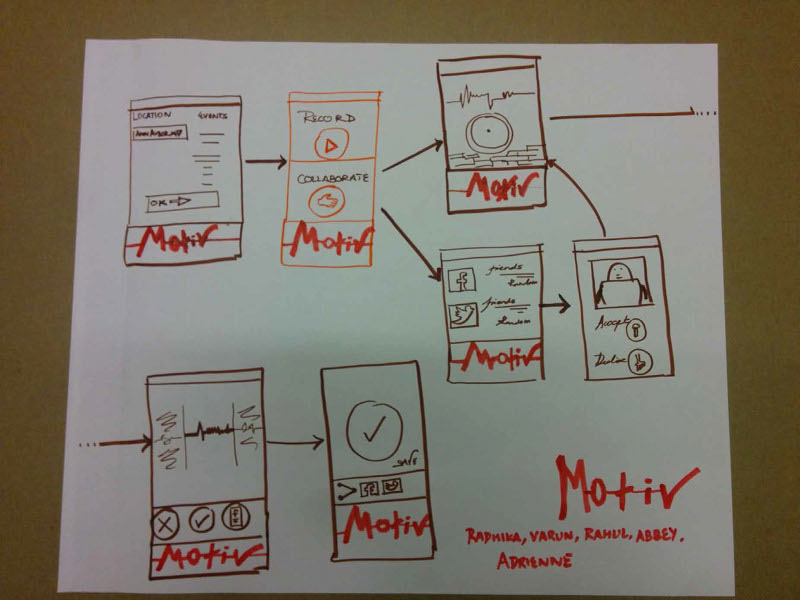 LOCATION EVENTS
OK
Motiv
RECORD
COLLABORATE
Motiv
Motiv
f friends
Random
friends
Random
Motiv
Accept
Decline
Motiv
SAVE
f
Motiv
Motiv
RADHIKA, VARUN, RAHUL, ABBEY,
ADRIENNE